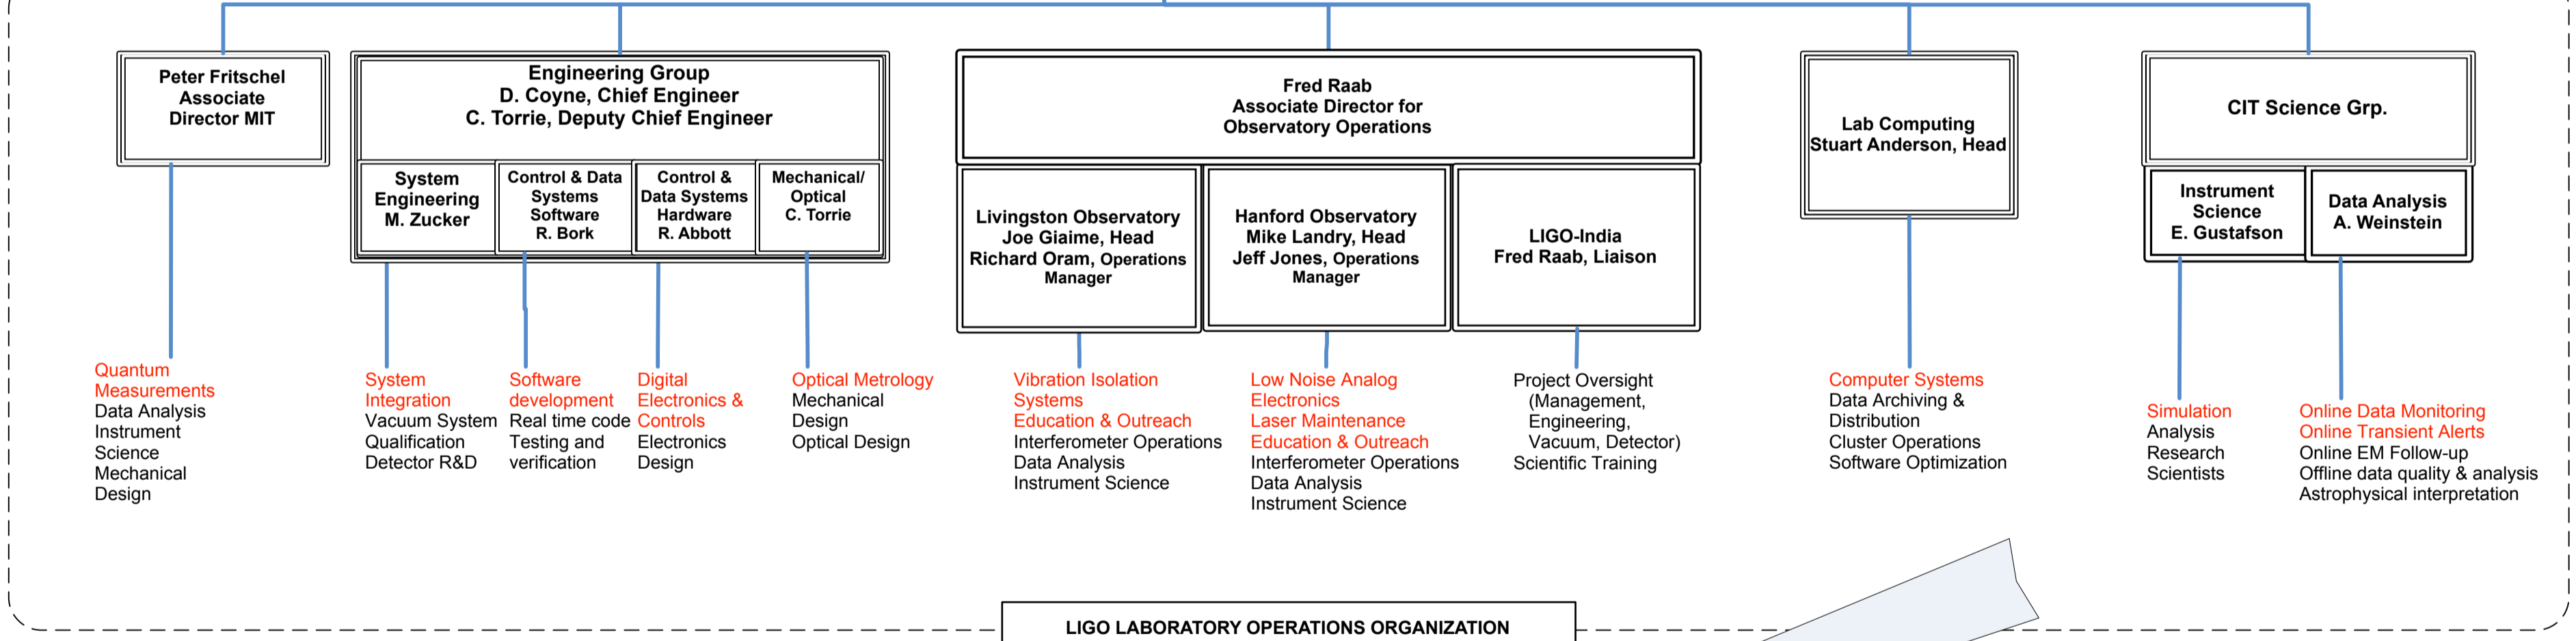 Peter Fritschel
Associate
Director MIT
Engineering Group
D. Coyne, Chief Engineer
C. Torrie, Deputy Chief Engineer
System
Engineering
M. Zucker
Control & Data
Systems
Software
R. Bork
Control &
Data Systems
Hardware
R. Abbott
Mechanical/
Optical
C. Torrie
Fred Raab
Associate Director for
Observatory Operations
Livingston Observatory
Joe Giaime, Head
Richard Oram, Operations
Manager
Hanford Observatory
Mike Landry, Head
Jeff Jones, Operations
Manager
LIGO-India
Fred Raab, Liaison
Lab Computing
Stuart Anderson, Head
CIT Science Grp.
Instrument
Science
E. Gustafson
Data Analysis
A. Weinstein
Quantum
Measurements
Data Analysis
Instrument
Science
Mechanical
Design
System
Integration
Vacuum System
Qualification
Detector R&D
Software
development
Real time code
Testing and
verification
Digital
Electronics &
Controls
Electronics
Design
Optical Metrology
Mechanical
Design
Optical Design
Vibration Isolation
Systems
Education & Outreach
Interferometer Operations
Data Analysis
Instrument Science
Low Noise Analog
Electronics
Laser Maintenance
Education & Outreach
Interferometer Operations
Data Analysis
Instrument Science
Project Oversight
(Management,
Engineering,
Vacuum, Detector)
Scientific Training
Computer Systems
Data Archiving &
Distribution
Cluster Operations
Software Optimization
Simulation
Analysis
Research
Scientists
Online Data Monitoring
Online Transient Alerts
Online EM Follow-up
Offline data quality & analysis
Astrophysical interpretation
LIGO LABORATORY OPERATIONS ORGANIZATION